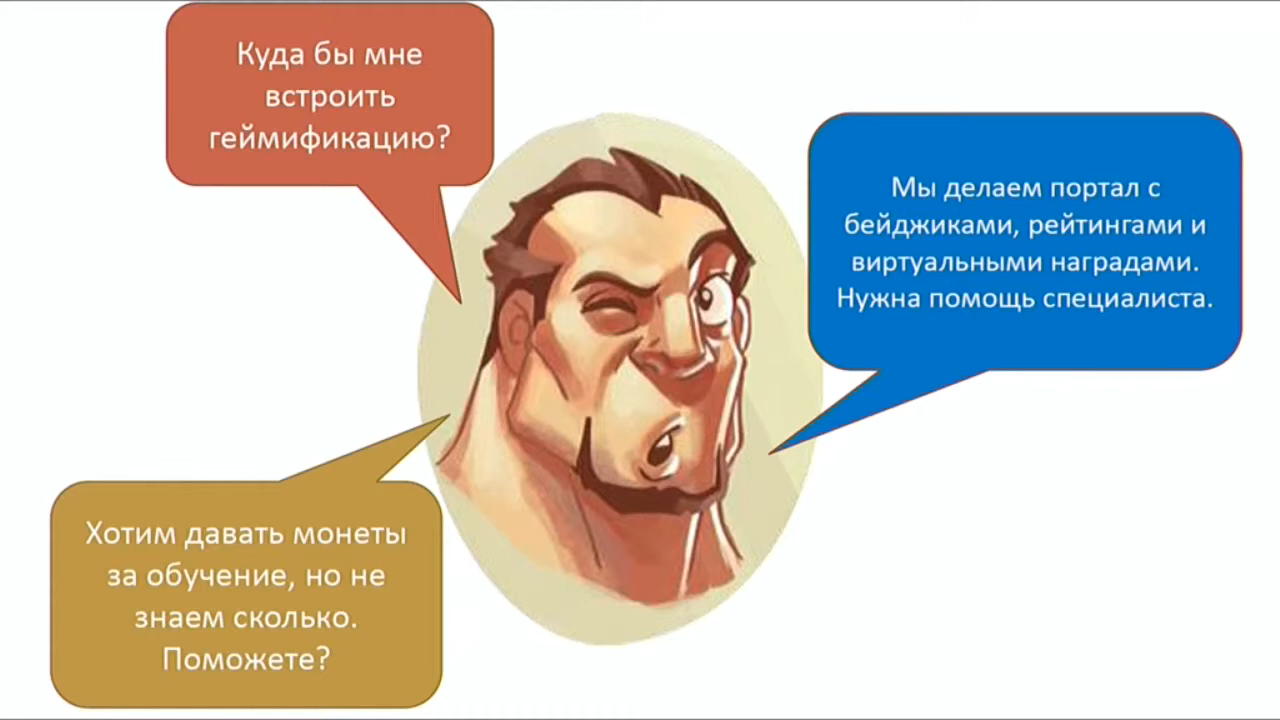 Куда бы мне
встроить
геймификацию?
Мы делаем портал с
бейджиками, рейтингами и
виртуальными наградами.
Нужна помощь специалиста.
Хотим давать монеты
за обучение, но не
знаем сколько.
Поможете?